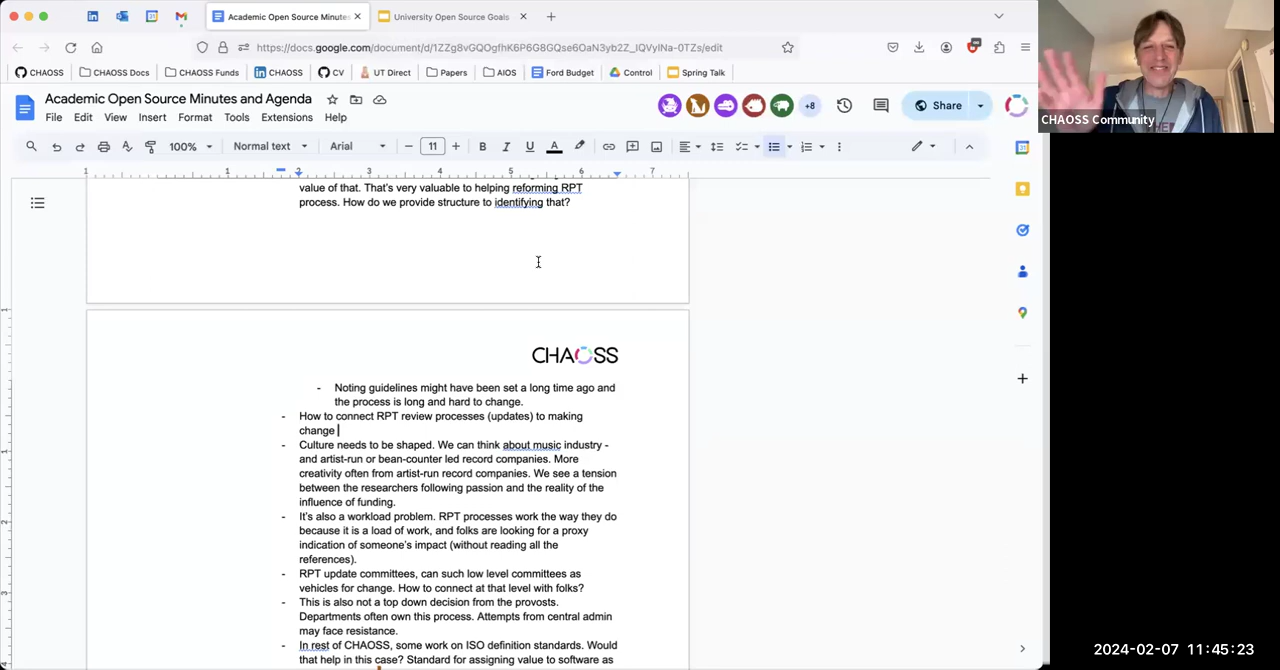 Academic Open Source Minutes
University Open Source Goals
https://docs.google.com/document/d/1ZZg8vGQOgfhK6P6G8GQse6OaN3yb2Z_IQVyINa-0TZs/edit
CHAOSS
CHAOSS Docs
CHAOSS Funds
CHAOSS
CV
UT Direct
Papers
AIOS
Ford Budget
Control
Spring Talk
CHAOSS Community
Academic Open Source Minutes and Agenda
File Edit View Insert Format Tools Extensions Help
+8
Share
100%
Normal text
Arial
11
B I U A
1 1 2 3 4 5 6 7
value of that. That's very valuable to helping reforming RPT
process. How do we provide structure to identifying that?
CHAOSS
- Noting guidelines might have been set a long time ago and
the process is long and hard to change.
- How to connect RPT review processes (updates) to making
change
- Culture needs to be shaped. We can think about music industry -
and artist-run or bean-counter led record companies. More
creativity often from artist-run record companies. We see a tension
between the researchers following passion and the reality of the
influence of funding.
- It's also a workload problem. RPT processes work the way they do
because it is a load of work, and folks are looking for a proxy
indication of someone's impact (without reading all the
references).
- RPT update committees, can such low level committees as
vehicles for change. How to connect at that level with folks?
- This is also not a top down decision from the provosts.
Departments often own this process. Attempts from central admin
may face resistance.
- In rest of CHAOSS, some work on ISO definition standards. Would
that help in this case? Standard for assigning value to software as
2024-02-07 11:45:23